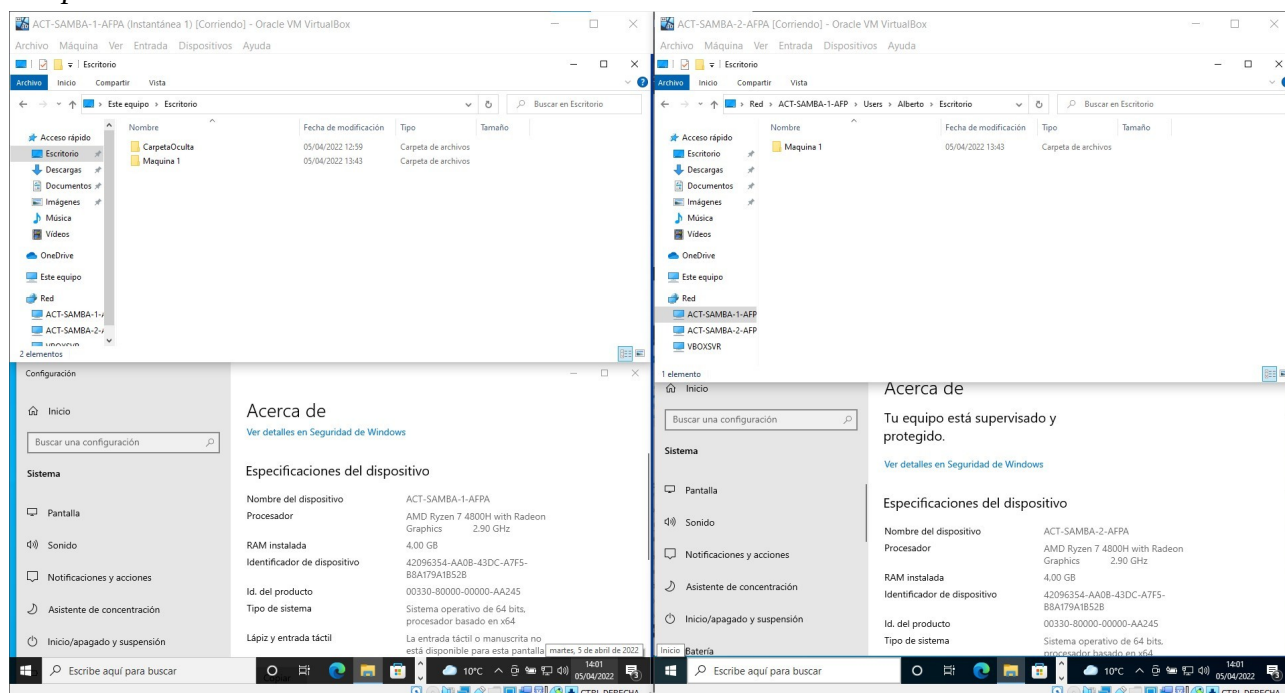 ACT-SAMBA-1-AFPA (Instantánea 1) [Corriendo] - Oracle VM VirtualBox
Archivo Máquina Ver Entrada Dispositivos Ayuda
Escritorio
Archivo Inicio Compartir Vista
Este equipo › Escritorio
Buscar en Escritorio
Nombre Fecha de modificación Tipo Tamaño
CarpetaOculta 05/04/2022 12:59 Carpeta de archivos
Maquina 1 05/04/2022 13:43 Carpeta de archivos
Acceso rápido
Escritorio
Descargas
Documentos
Imágenes
Música
Vídeos
OneDrive
Este equipo
Red
ACT-SAMBA-1-A
ACT-SAMBA-2-A
VBOXSVR
2 elementos
Configuración
Inicio
Buscar una configuración
Sistema
Pantalla
Sonido
Notificaciones y acciones
Asistente de concentración
Inicio/apagado y suspensión
Acerca de
Ver detalles en Seguridad de Windows
Especificaciones del dispositivo
Nombre del dispositivo ACT-SAMBA-1-AFPA
Procesador AMD Ryzen 7 4800H with Radeon
Graphics 2.90 GHz
RAM instalada 4,00 GB
Identificador de dispositivo 42096354-AA0B-43DC-A7F5-
B8A179A1B52B
Id. del producto 00330-80000-00000-AA245
Tipo de sistema Sistema operativo de 64 bits,
procesador basado en x64
Lápiz y entrada táctil La entrada táctil o manuscrita no
está disponible para esta pantalla
martes, 5 de abril de 2022
Escribe aquí para buscar
10°C
14:01
05/04/2022
CTRL DERECHA
ACT-SAMBA-2-AFPA [Corriendo] - Oracle VM VirtualBox
Archivo Máquina Ver Entrada Dispositivos Ayuda
Escritorio
Archivo Inicio Compartir Vista
Red › ACT-SAMBA-1-AFP › Users › Alberto › Escritorio
Buscar en Escritorio
Nombre Fecha de modificación Tipo Tamaño
Maquina 1 05/04/2022 13:43 Carpeta de archivos
Acceso rápido
Escritorio
Descargas
Documentos
Imágenes
Música
Vídeos
OneDrive
Este equipo
Red
ACT-SAMBA-1-AFP
ACT-SAMBA-2-AFP
VBOXSVR
1 elemento
Inicio
Buscar una configuración
Sistema
Pantalla
Sonido
Notificaciones y acciones
Asistente de concentración
Inicio/apagado y suspensión
Inicio
Batería
Acerca de
Tu equipo está supervisado y
protegido.
Ver detalles en Seguridad de Windows
Especificaciones del dispositivo
Nombre del dispositivo ACT-SAMBA-2-AFPA
Procesador AMD Ryzen 7 4800H with Radeon
Graphics 2.90 GHz
RAM instalada 4,00 GB
Identificador de dispositivo 42096354-AA0B-43DC-A7F5-
B8A179A1B52B
Id. del producto 00330-80000-00000-AA245
Tipo de sistema Sistema operativo de 64 bits,
procesador basado en x64
Escribe aquí para buscar
10°C
14:01
05/04/2022
CTRL DERECHA